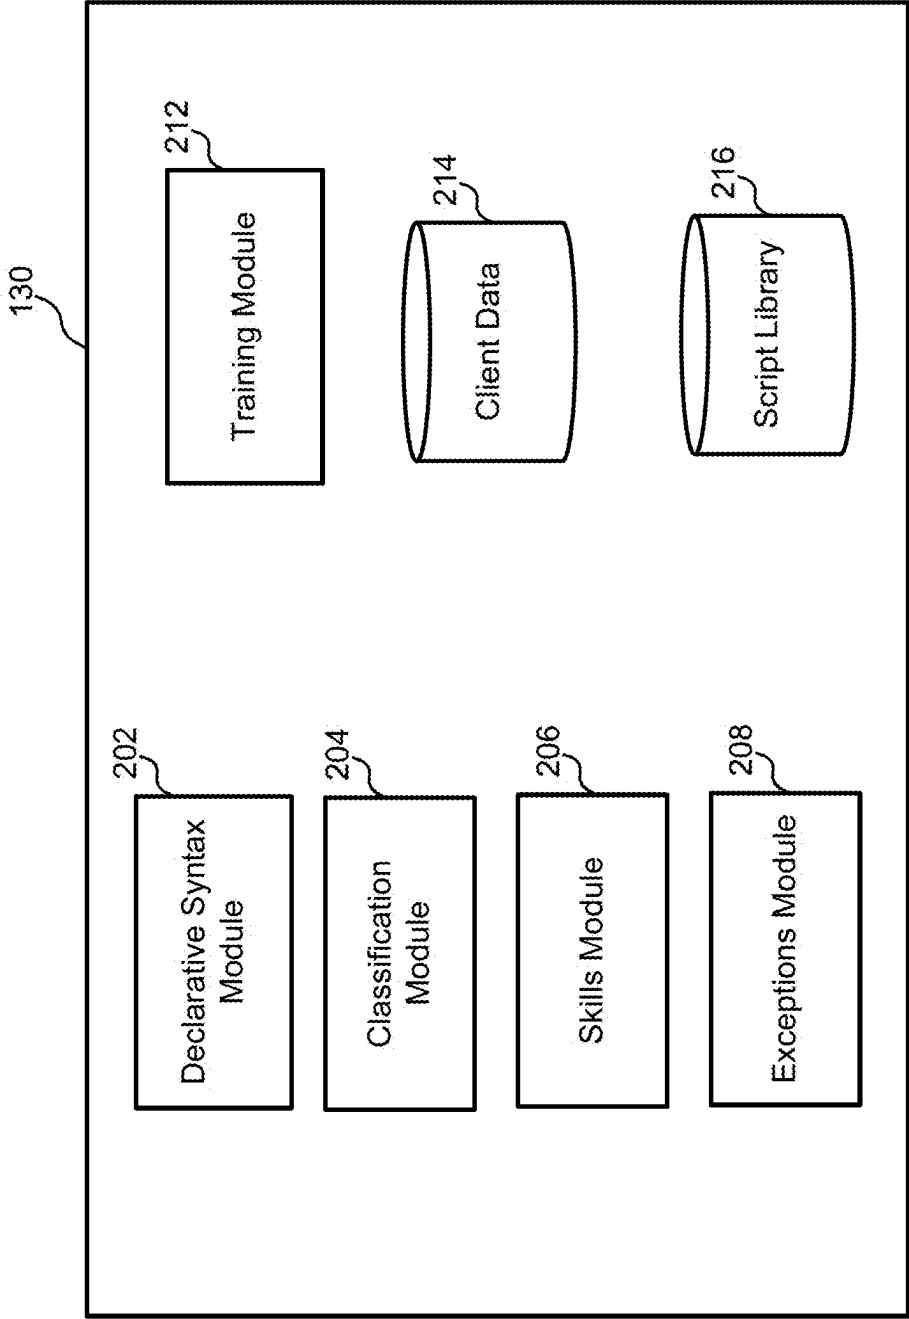 130
202
Declarative Syntax
Module
204
Classification
Module
206
Skills Module
208
Exceptions Module
212
Training Module
214
Client Data
216
Script Library